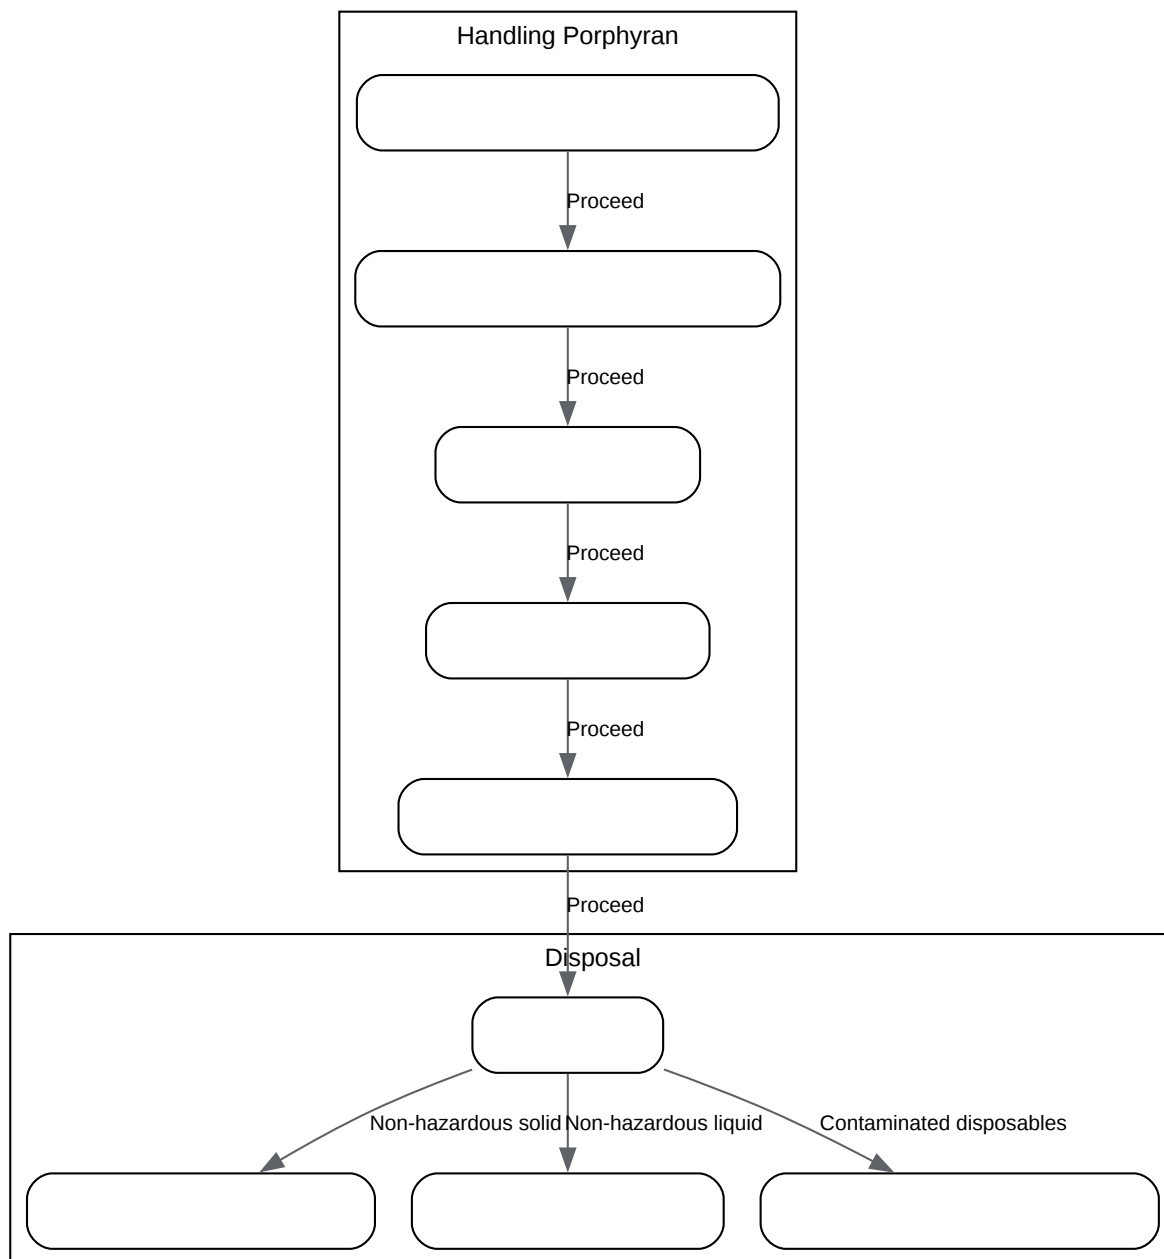 Handling Porphyran
Proceed
Proceed
Proceed
Proceed
Proceed
Disposal
Non-hazardous solid
Non-hazardous liquid
Contaminated disposables